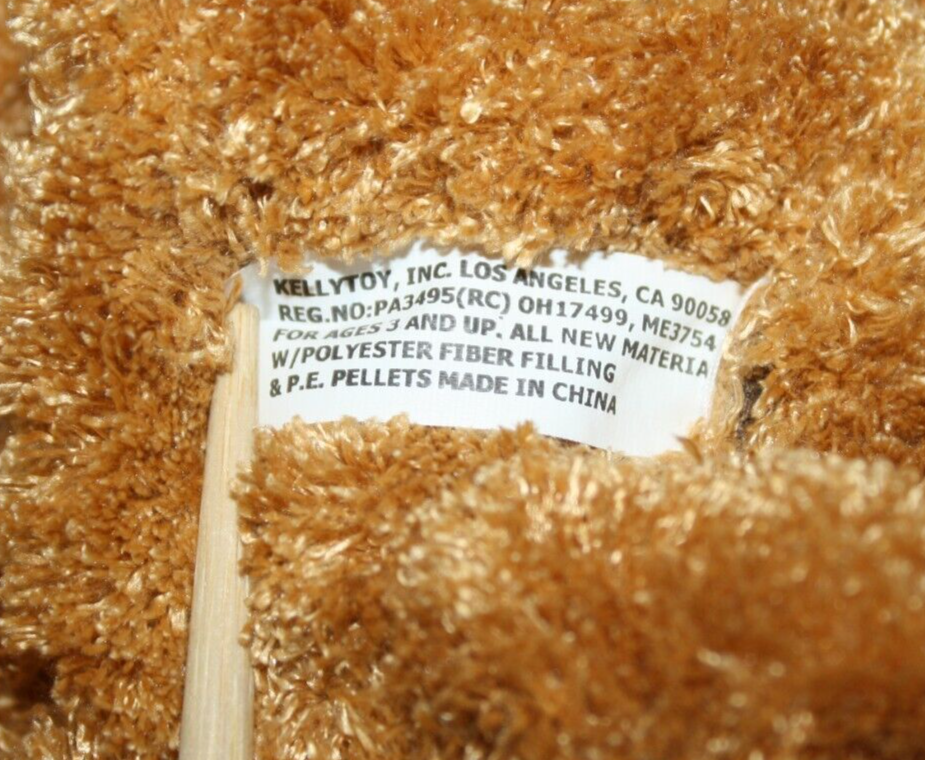 KELLYTOY, INC. LOS ANGELES, CA 90058
REG.NO:PA3495(RC) OH17499, ME3754
FOR AGES 3 AND UP. ALL NEW MATERIA
W/POLYESTER FIBER FILLING
& P.E. PELLETS MADE IN CHINA